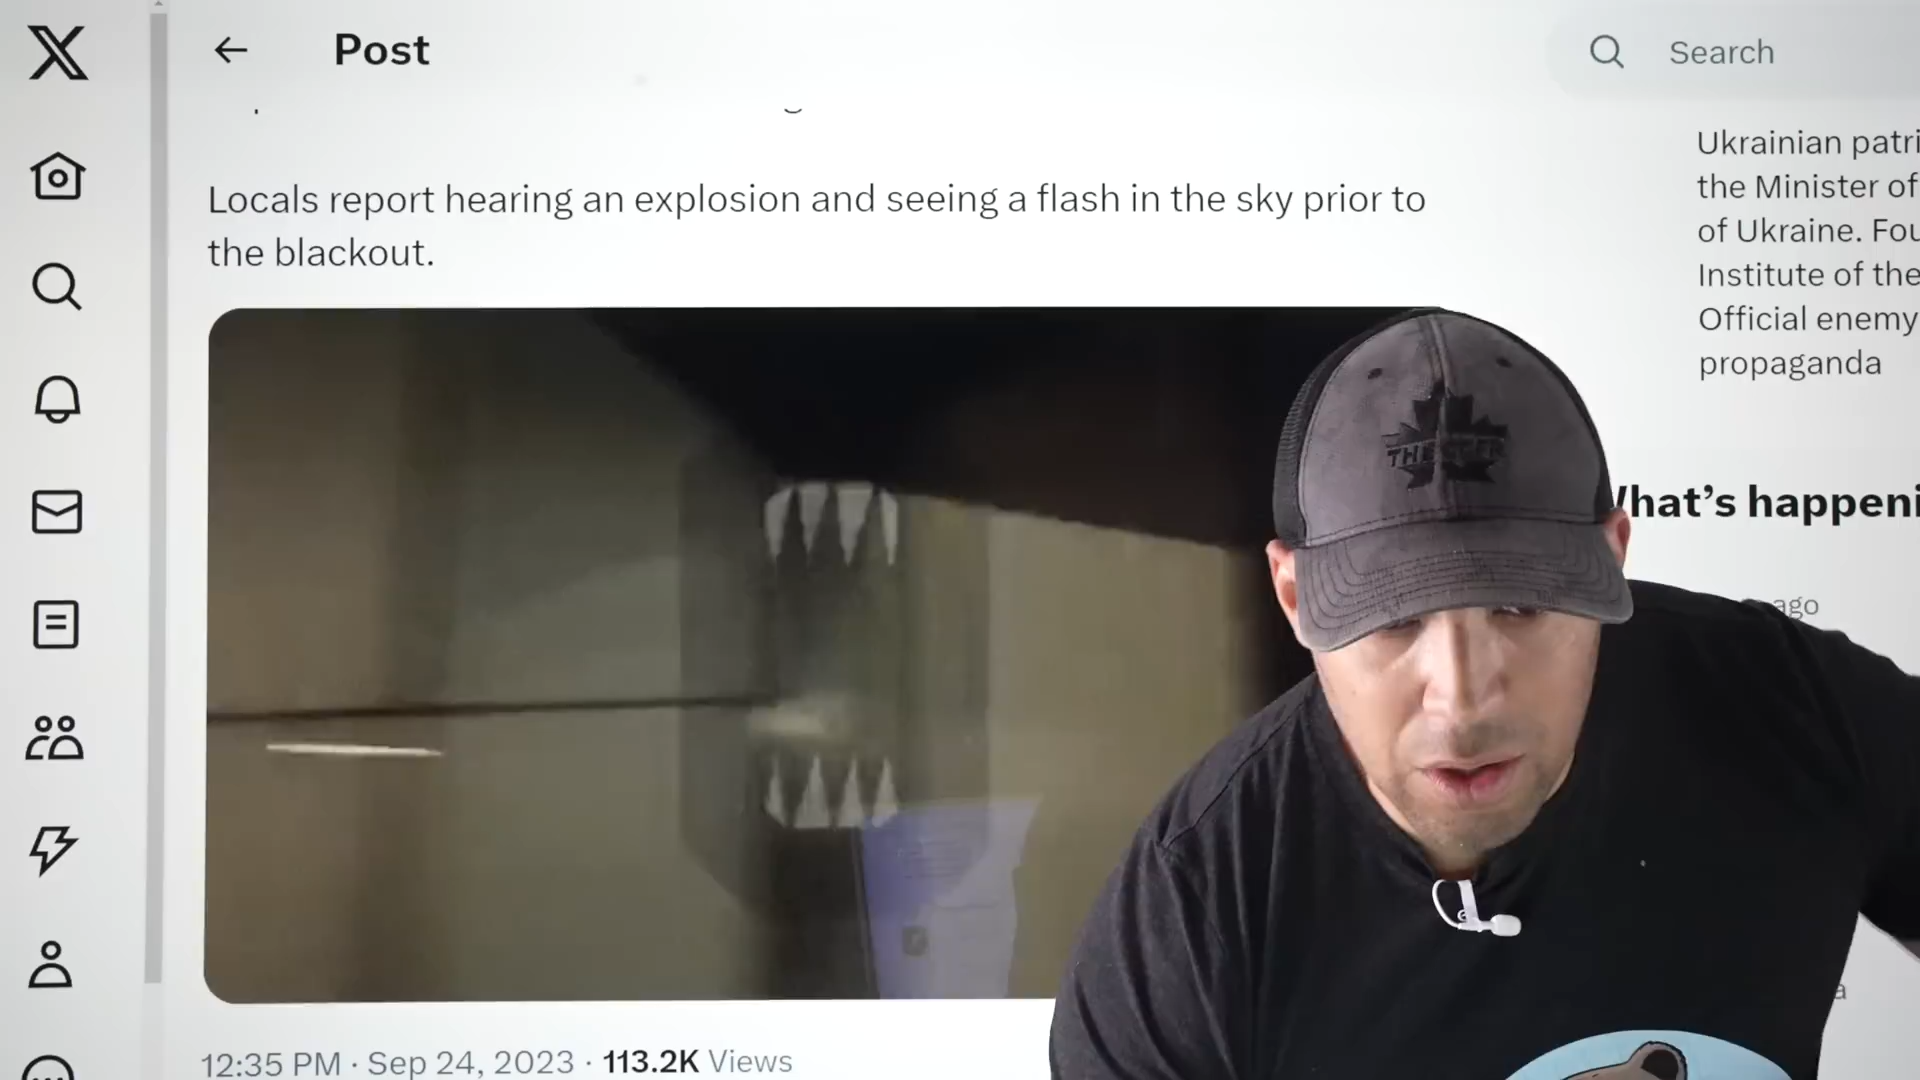 Post
Search
Locals report hearing an explosion and seeing a flash in the sky prior to
the blackout.
Ukrainian patri
the Minister of
of Ukraine. Fou
Institute of the
Official enemy
propaganda
hat's happeni
ago
12:35 PM · Sep 24, 2023 · 113.2K Views